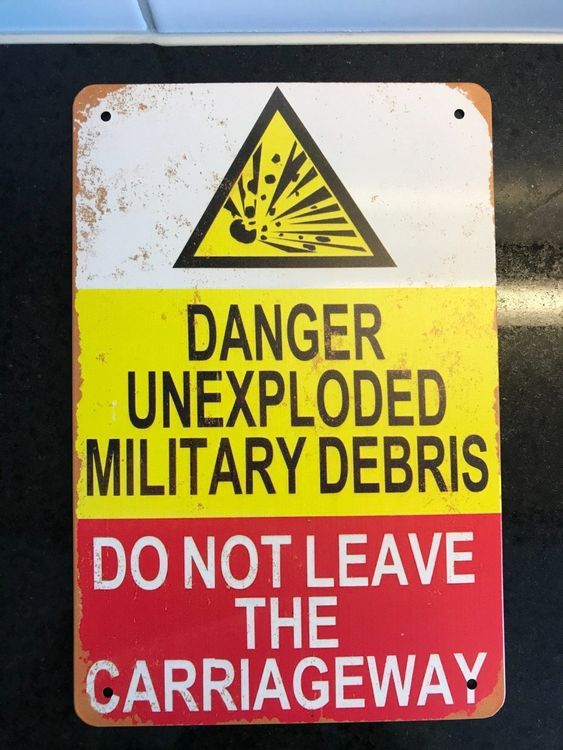 DANGER
UNEXPLODED
MILITARY DEBRIS
DO NOT LEAVE
THE
CARRIAGEWAY